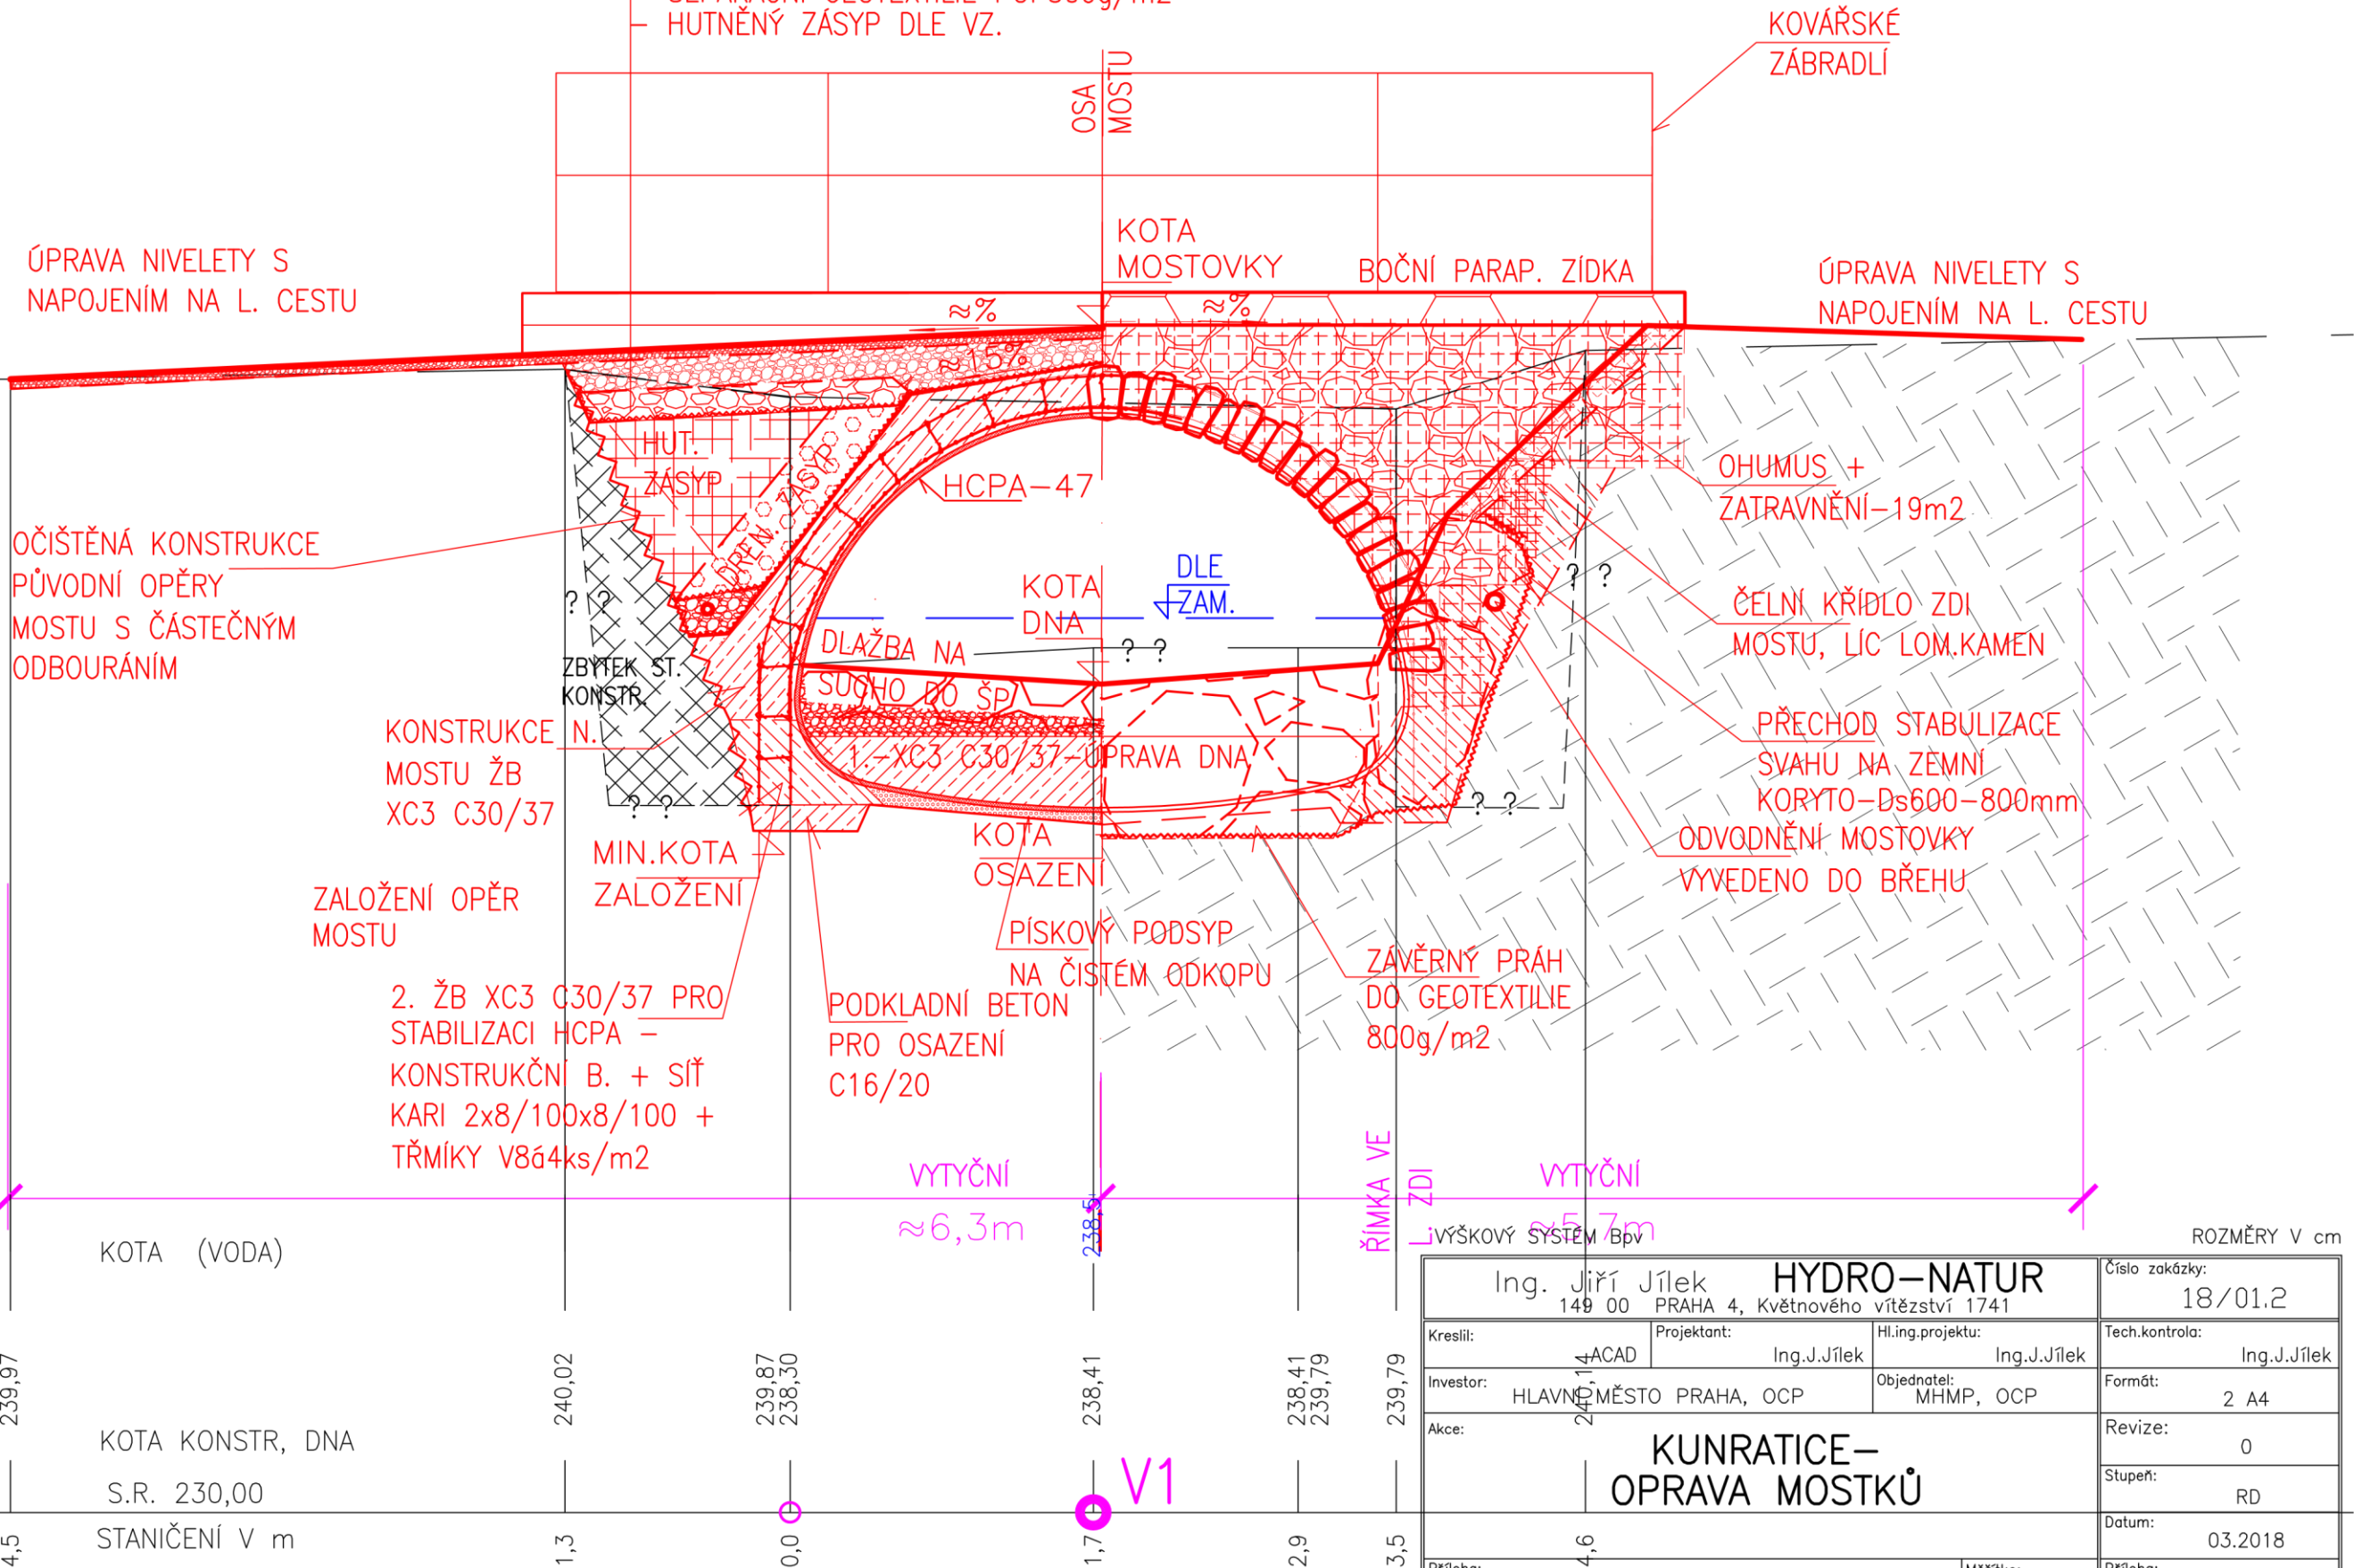 HUTNĚNÝ ZÁSYP DLE VZ.
KOVÁŘSKÉ
ZÁBRADLÍ
OSA
MOSTU
KOTA
MOSTOVKY
BOČNÍ PARAP. ZÍDKA
ÚPRAVA NIVELETY S
NAPOJENÍM NA L. CESTU
ÚPRAVA NIVELETY S
NAPOJENÍM NA L. CESTU
≈%
≈%
≈15%
HUT.
ZÁSYP
DREN. ZÁSYP
HCPA-47
OHUMUS +
ZATRAVNĚNÍ-19m2
OČIŠTĚNÁ KONSTRUKCE
PŮVODNÍ OPĚRY
MOSTU S ČÁSTEČNÝM
ODBOURÁNÍM
DLE
ZAM.
KOTA
DNA
? ?
? ?
? ?
ČELNÍ KŘÍDLO ZDI
MOSTU, LÍC LOM.KAMEN
DLAŽBA NA
SUCHO DO ŠP
ZBYTEK ST.
KONSTR.
KONSTRUKCE N.
MOSTU ŽB
XC3 C30/37
1.-XC3 C30/37-ÚPRAVA DNA
PŘECHOD STABULIZACE
SVAHU NA ZEMNÍ
KORYTO-Ds600-800mm
? ?
? ?
ODVODNĚNÍ MOSTOVKY
VYVEDENO DO BŘEHU
MIN.KOTA
ZALOŽENÍ
KOTA
OSAZENÍ
ZALOŽENÍ OPĚR
MOSTU
PÍSKOVÝ PODSYP
NA ČISTÉM ODKOPU
ZÁVĚRNÝ PRÁH
DO GEOTEXTILIE
800g/m2
2. ŽB XC3 C30/37 PRO
STABILIZACI HCPA -
KONSTRUKČNÍ B. + SÍŤ
KARI 2x8/100x8/100 +
TŘMÍKY V8á4ks/m2
PODKLADNÍ BETON
PRO OSAZENÍ
C16/20
VYTYČNÍ
≈6,3m
238,5
ŘÍMKA VE
L. ZDI
VYTYČNÍ
≈5,7m
KOTA (VODA)
VÝŠKOVÝ SYSTÉM Bpv
ROZMĚRY V cm
Ing. Jiří Jílek HYDRO-NATUR
149 00 PRAHA 4, Květnového vítězství 1741
Číslo zakázky:
18/01.2
Kreslil:
ACAD
Projektant:
Ing.J.Jílek
Hl.ing.projektu:
Ing.J.Jílek
Tech.kontrola:
Ing.J.Jílek
Investor:
HLAVNÍ MĚSTO PRAHA, OCP
Objednatel:
MHMP, OCP
Formát:
2 A4
Akce:
KUNRATICE-
OPRAVA MOSTKŮ
Revize:
0
Stupeň:
RD
Datum:
03.2018
239,97
240,02
239,87
238,30
238,41
238,41
239,79
239,79
240,14
KOTA KONSTR, DNA
S.R. 230,00
V1
STANIČENÍ V m
4,5
1,3
0,0
1,7
2,9
3,5
4,6